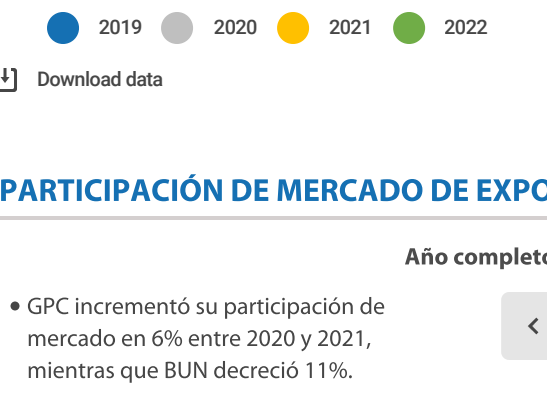 2019 2020 2021 2022
Download data
PARTICIPACIÓN DE MERCADO DE EXPO
Año completo
• GPC incrementó su participación de
mercado en 6% entre 2020 y 2021,
mientras que BUN decreció 11%.